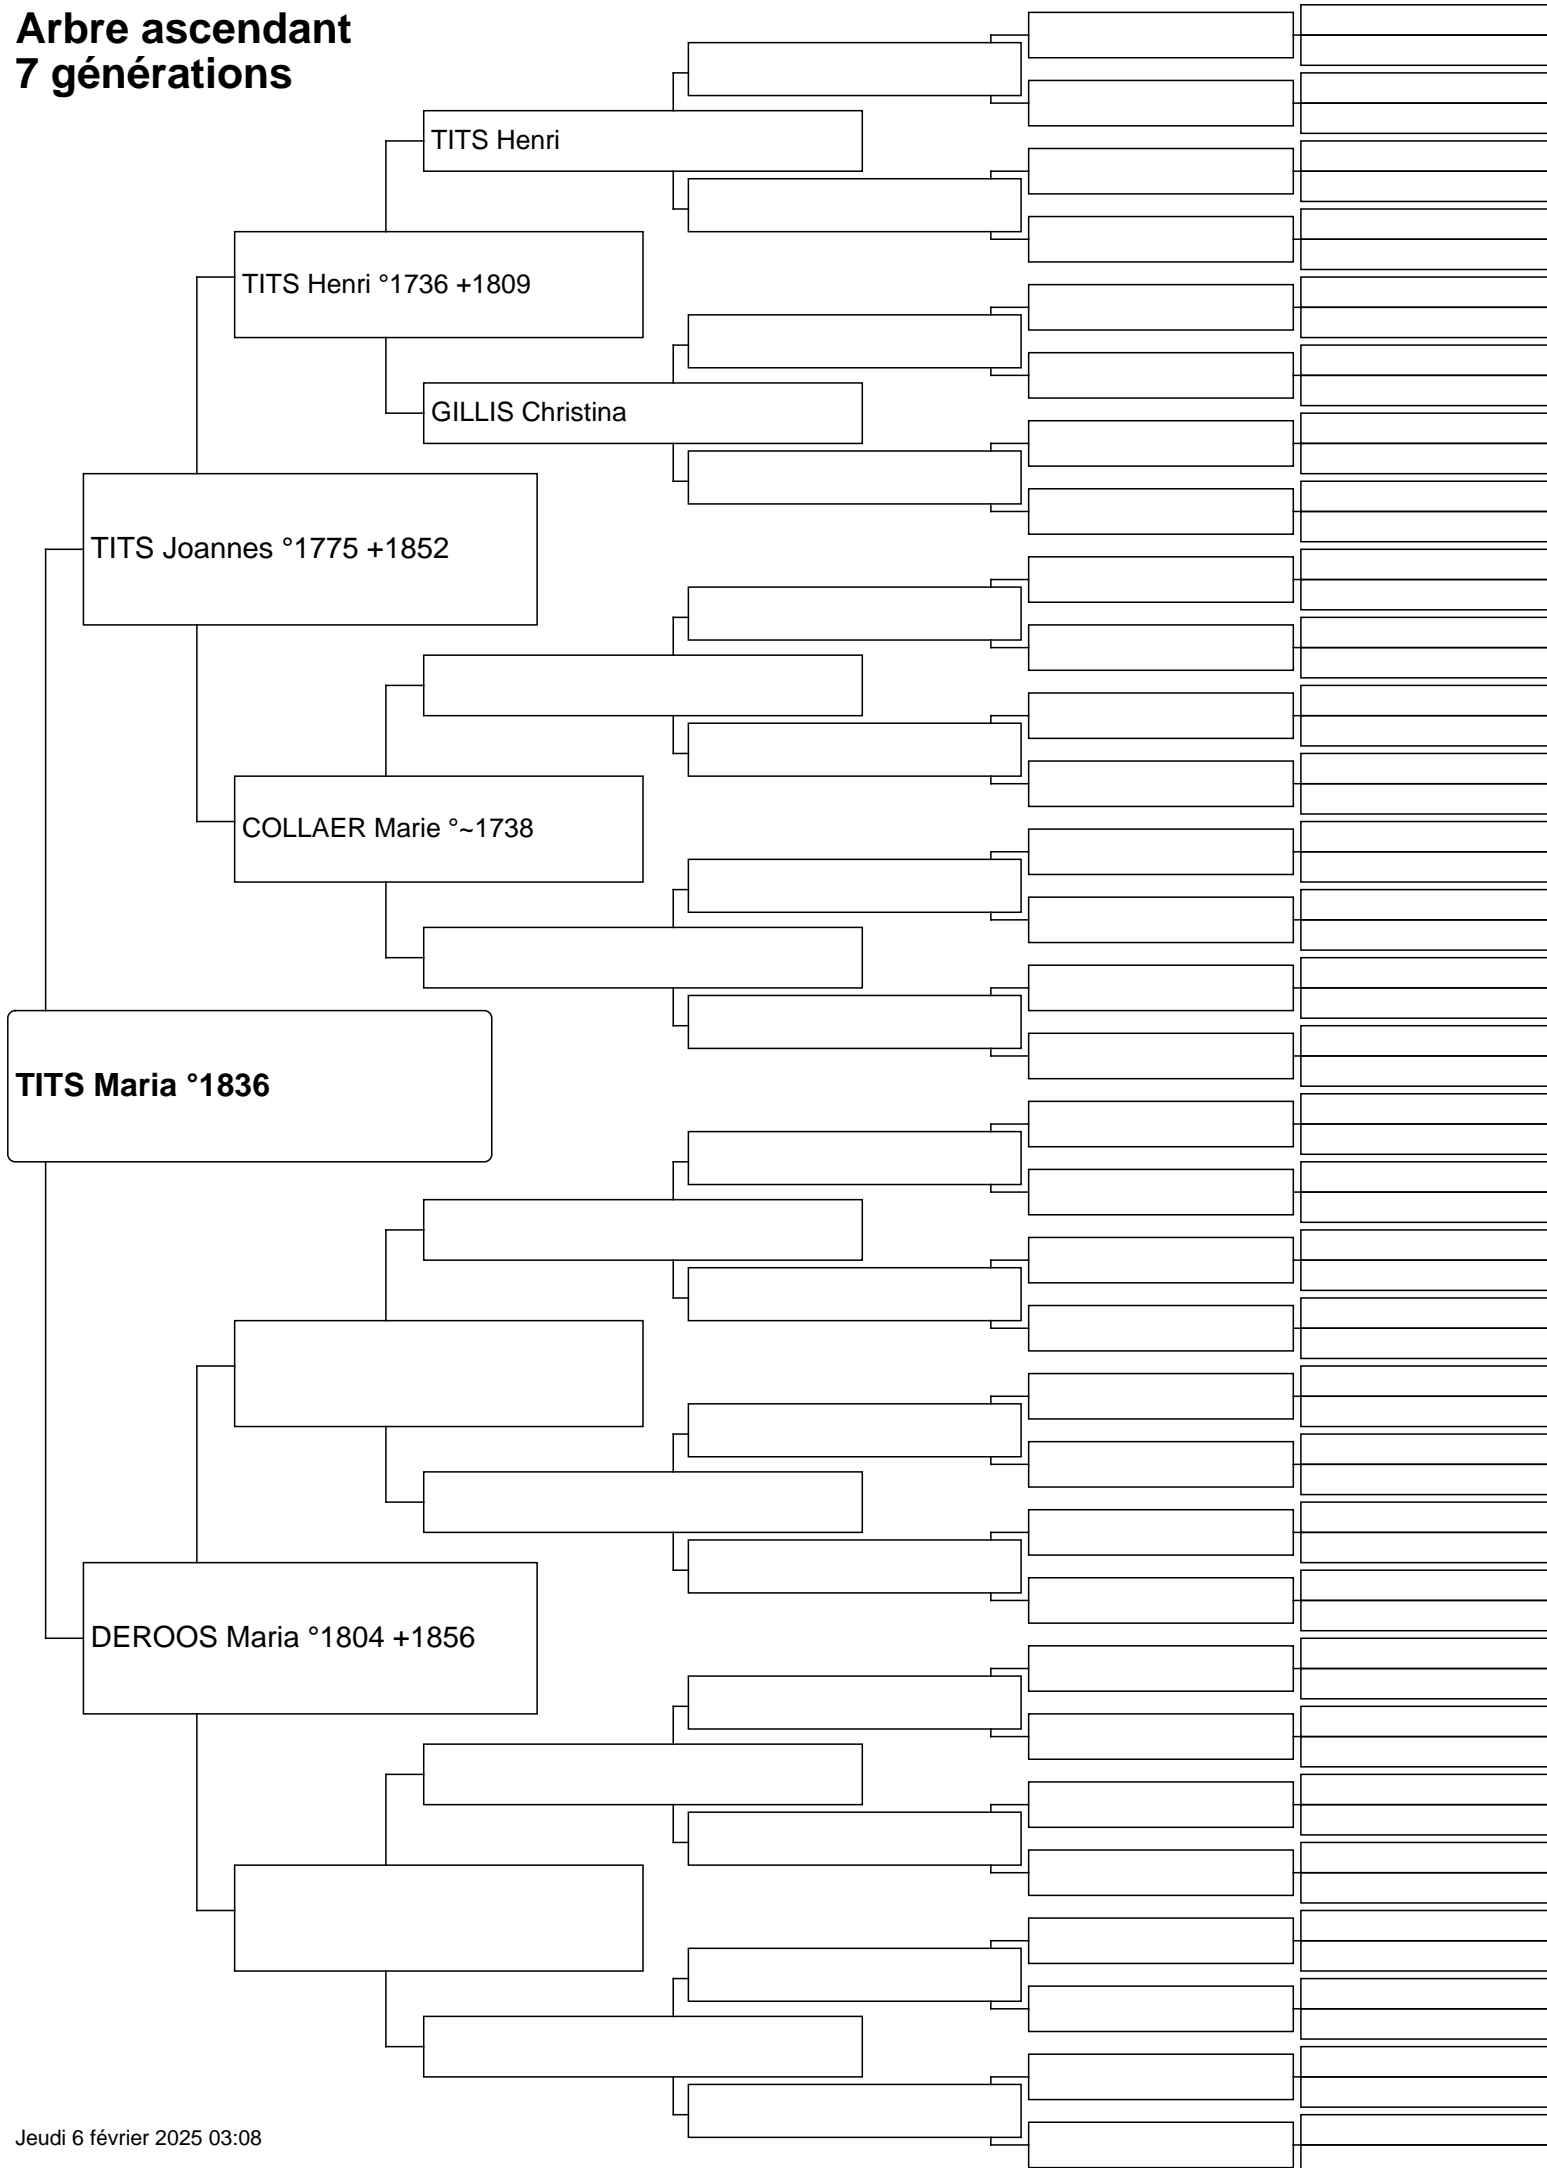 Arbre ascendant
7 générations
TITS Henri
TITS Henri °1736 +1809
GILLIS Christina
TITS Joannes °1775 +1852
COLLAER Marie °~1738
TITS Maria °1836
DEROOS Maria °1804 +1856
Jeudi 6 février 2025 03:08